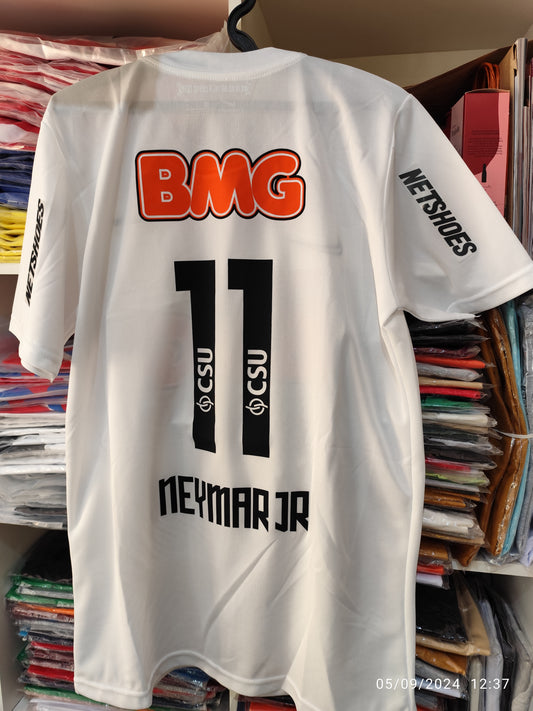 BMG
NETSHOES
NETSHOES
11
CSU
CSU
NEYMAR JR
05/09/2024 12:37